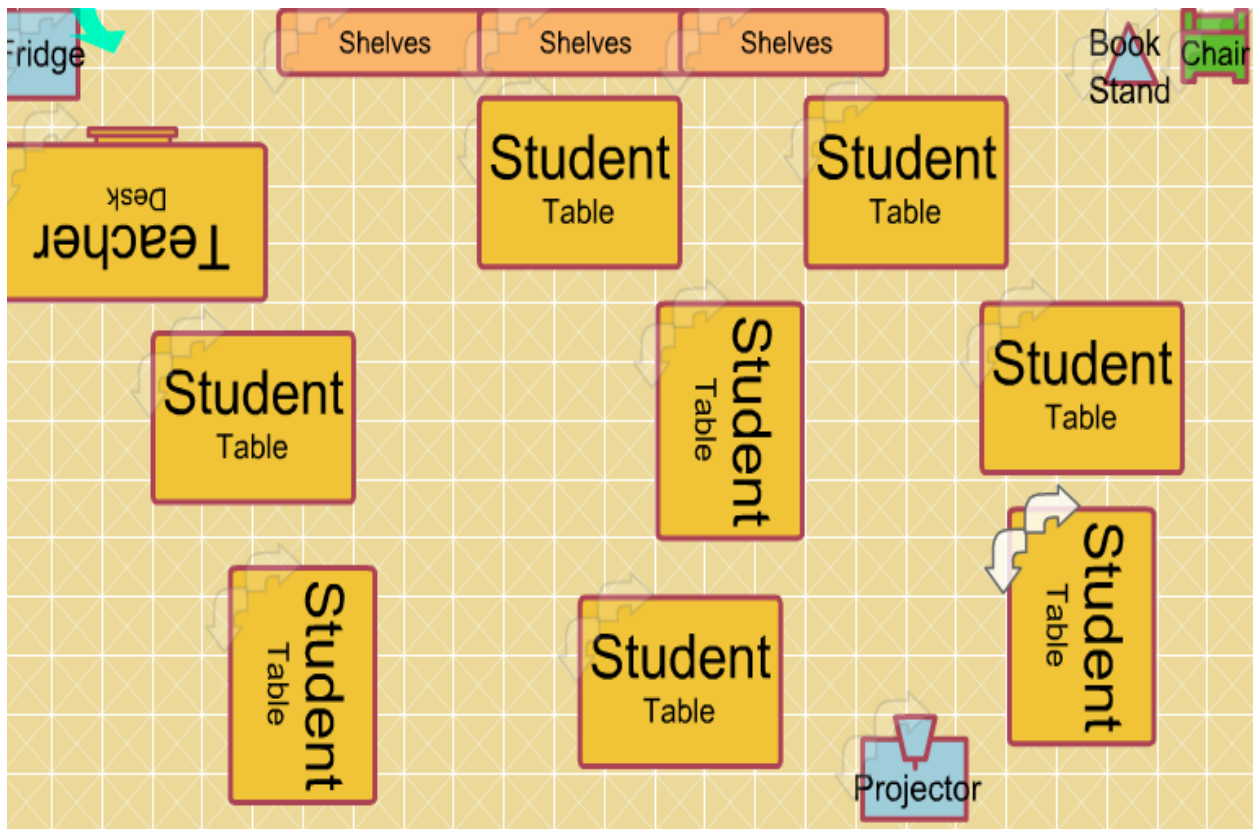 Fridge
Shelves
Shelves
Shelves
Book
Stand
Chair
Teacher
Desk
Student
Table
Student
Table
Student
Table
Student
Table
Student
Table
Student
Table
Student
Table
Student
Table
Projector